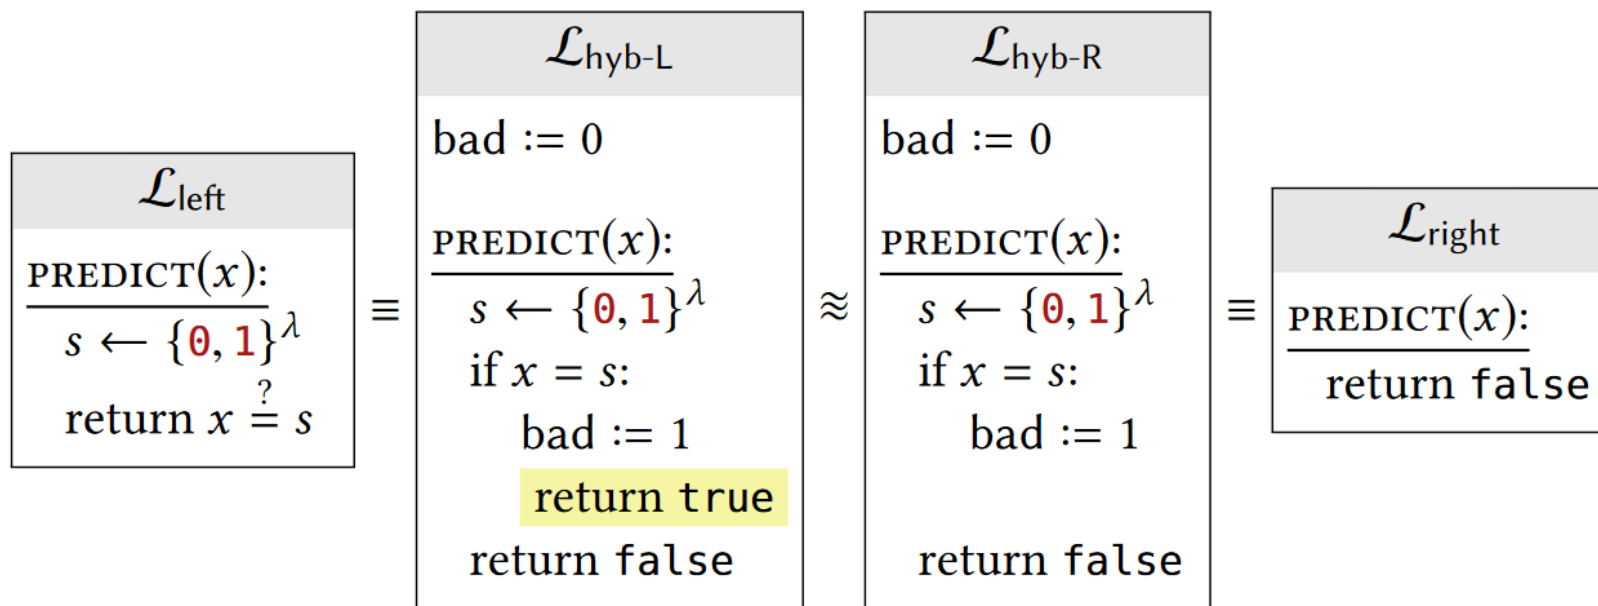 ℒleft
PREDICT(x):
s ← {0, 1}^λ
return x ≟ s
≡
ℒhyb-L
bad := 0
PREDICT(x):
s ← {0, 1}^λ
if x = s:
bad := 1
return true
return false
≋
ℒhyb-R
bad := 0
PREDICT(x):
s ← {0, 1}^λ
if x = s:
bad := 1
return false
≡
ℒright
PREDICT(x):
return false